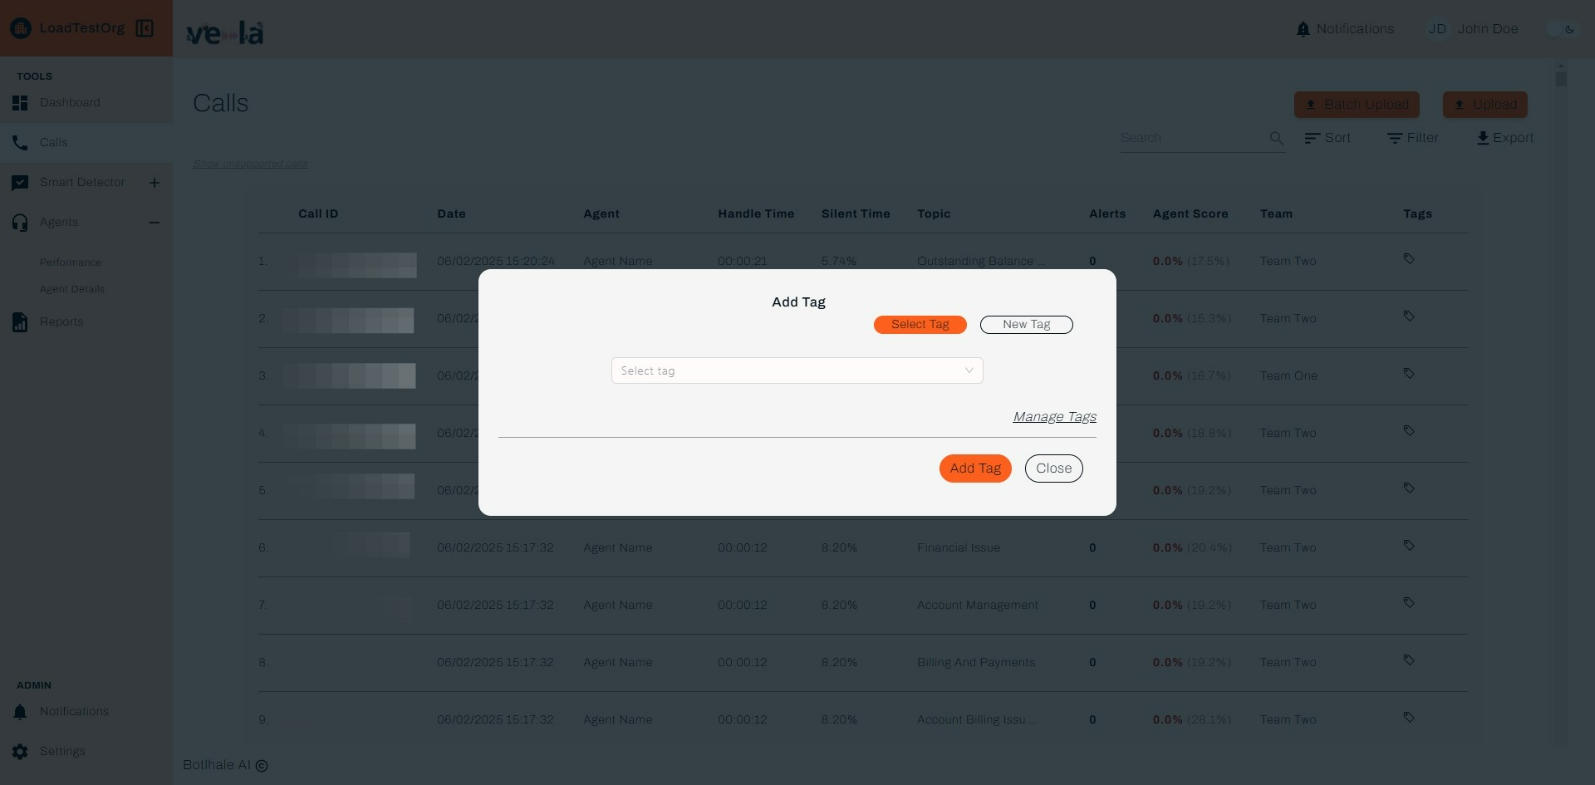 LoadTestOrg
vela
Notifications
JD John Doe
TOOLS
Dashboard
Calls
Smart Detector
Agents
Performance
Agent Details
Reports
ADMIN
Notifications
Settings
Calls
Batch Upload
Upload
Search
Sort
Filter
Export
Show unsupported calls
Call ID Date Agent Handle Time Silent Time Topic Alerts Agent Score Team Tags
1. 06/02/2025 15:20:24 Agent Name 00:00:21 5.74% Outstanding Balance ... 0 0.0% (17.5%) Team Two
2. 06/02/2 0.0% (15.3%) Team Two
3. 06/02/2 0.0% (16.7%) Team One
4. 06/02/2 0.0% (18.8%) Team Two
5. 06/02/2 0.0% (19.2%) Team Two
6. 06/02/2025 15:17:32 Agent Name 00:00:12 8.20% Financial Issue 0 0.0% (20.4%) Team Two
7. 06/02/2025 15:17:32 Agent Name 00:00:12 8.20% Account Management 0 0.0% (19.2%) Team Two
8. 06/02/2025 15:17:32 Agent Name 00:00:12 8.20% Billing And Payments 0 0.0% (19.2%) Team Two
9. 06/02/2025 15:17:32 Agent Name 00:00:12 8.20% Account Billing Issu ... 0 0.0% (28.1%) Team Two
Add Tag
Select Tag
New Tag
Select tag
Manage Tags
Add Tag
Close
Botlhale AI ©